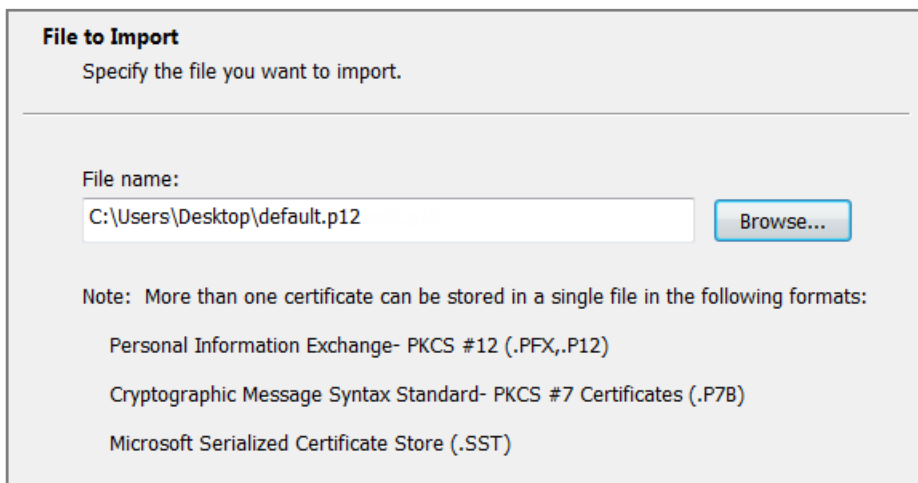 File to Import
Specify the file you want to import.
File name:
C:\Users\Desktop\default.p12
Browse...
Note:  More than one certificate can be stored in a single file in the following formats:
Personal Information Exchange- PKCS #12 (.PFX,.P12)
Cryptographic Message Syntax Standard- PKCS #7 Certificates (.P7B)
Microsoft Serialized Certificate Store (.SST)